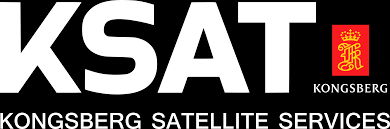 KSAT
KONGSBERG
KONGSBERG SATELLITE SERVICES